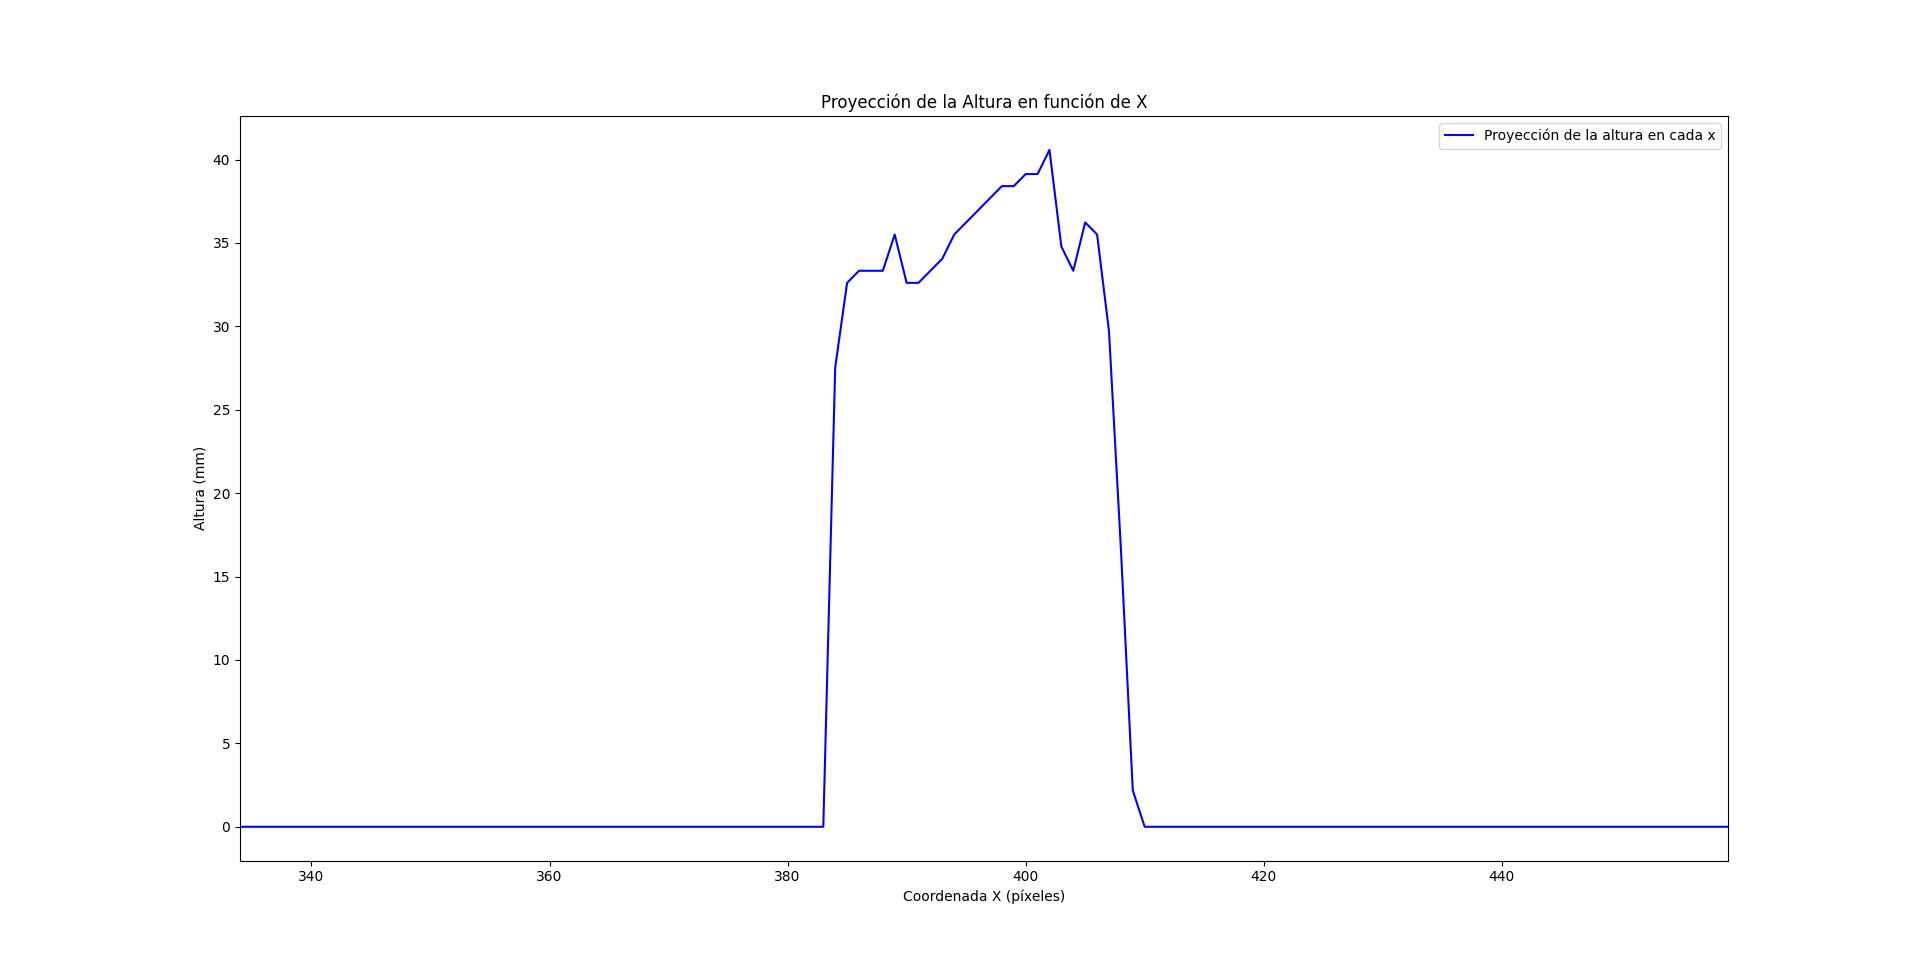 Proyección de la Altura en función de X
Proyección de la altura en cada x
40
35
30
25
20
15
10
5
0
Altura (mm)
340 360 380 400 420 440
Coordenada X (píxeles)